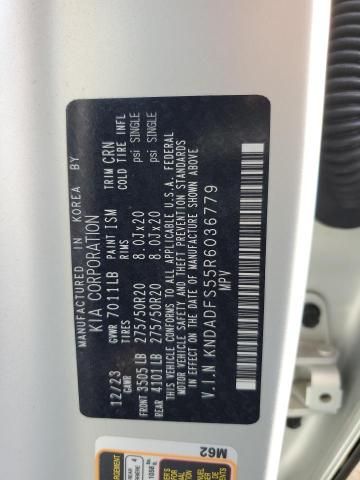 MANUFACTURED IN KOREA BY
KIA CORPORATION
12/23 GVWR 7011LB PAINT ISM TRIM CRN
TIRES RIMS COLD TIRE INFL
FRONT 3505 LB 275/50R20 8.0Jx20 psi SINGLE
REAR 4101 LB 275/50R20 8.0Jx20 psi SINGLE
THIS VEHICLE CONFORMS TO ALL APPLICABLE U.S.A. FEDERAL
MOTOR VEHICLE SAFETY AND THEFT PREVENTION STANDARDS
IN EFFECT ON THE DATE OF MANUFACTURE SHOWN ABOVE.
V.I.N KNDADFS55R6036779
MPV
M62